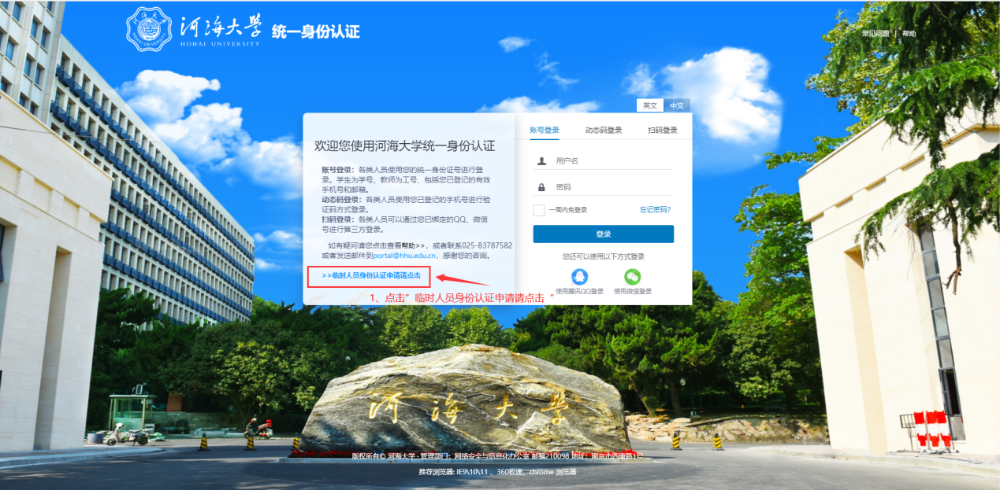 河海大学 统一身份认证
HOHAI UNIVERSITY
常见问题 | 帮助
英文 中文
欢迎您使用河海大学统一身份认证
账号登录：各类人员使用您的统一身份证号进行登
录。学生为学号、教师为工号、包括您已登记的有效
手机号和邮箱。
动态码登录：各类人员使用您已登记的手机号进行验
证码方式登录。
扫码登录：各类人员可以通过您已绑定的QQ、微信
号进行第三方登录。
如有疑问请您点击查看帮助>>，或者联系025-83787582
或者发送邮件到portal@hhu.edu.cn，感谢您的咨询。
>>临时人员身份认证申请请点击
1、点击”临时人员身份认证申请请点击 “
账号登录 动态码登录 扫码登录
用户名
密码
一周内免登录 忘记密码?
登录
您还可以使用以下方式登录
使用腾讯QQ登录 使用微信登录
河海大学
版权所有© 河海大学 · 管理部门：网络安全与信息化办公室 邮编210098 地址：南京市西康路1号
推荐浏览器: IE9\10\11 、360极速、chrome 浏览器